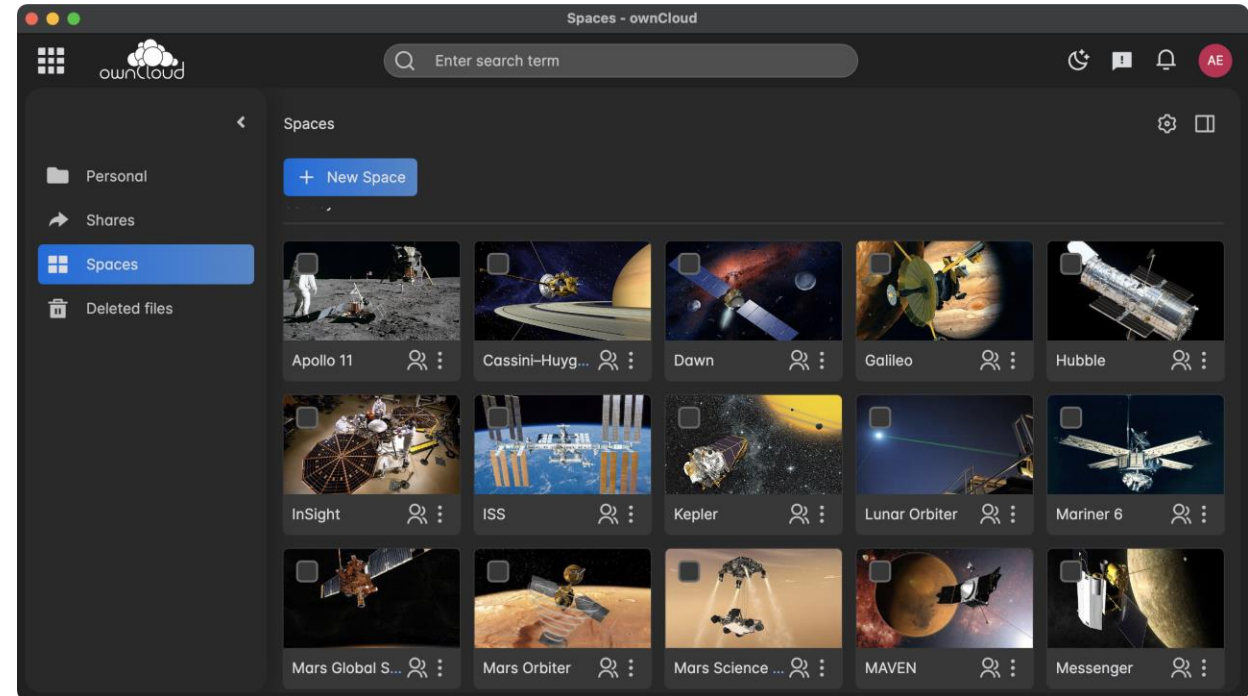 Spaces - ownCloud
ownCloud
Enter search term
AE
Spaces
Personal
+ New Space
Shares
Spaces
Deleted files
Apollo 11
Cassini–Huyg...
Dawn
Galileo
Hubble
InSight
ISS
Kepler
Lunar Orbiter
Mariner 6
Mars Global S...
Mars Orbiter
Mars Science ...
MAVEN
Messenger